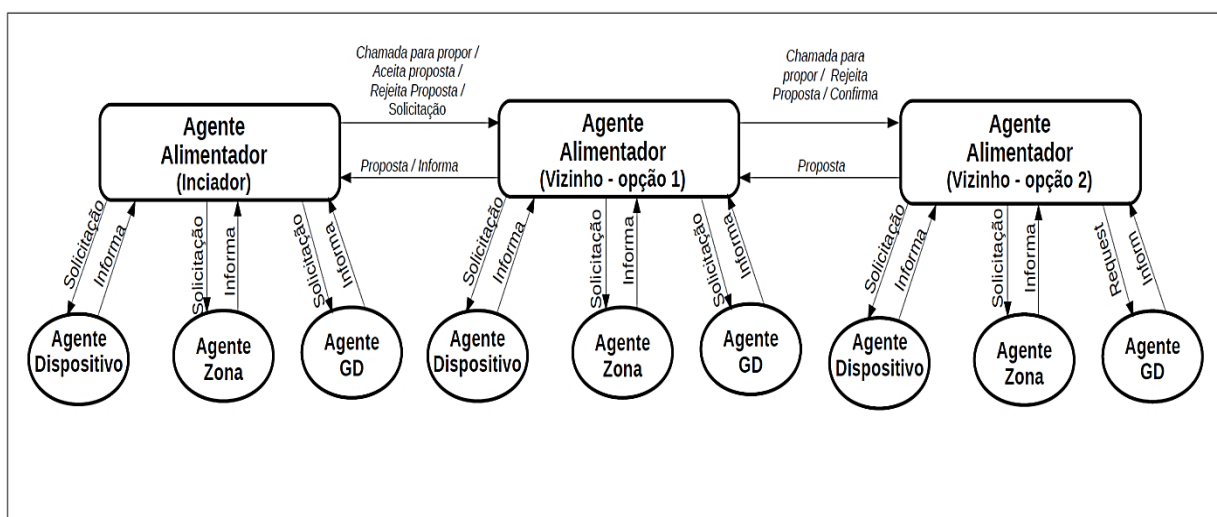 Chamada para propor /
Aceita proposta /
Rejeita Proposta /
Solicitação
Chamada para
propor / Rejeita
Proposta / Confirma
Agente
Alimentador
(Inciador)
Proposta / Informa
Agente
Alimentador
(Vizinho - opção 1)
Proposta
Agente
Alimentador
(Vizinho - opção 2)
Solicitação
Informa
Solicitação
Informa
Solicitação
Informa
Solicitação
Informa
Solicitação
Informa
Solicitação
Informa
Solicitação
Informa
Solicitação
Informa
Request
Inform
Agente
Dispositivo
Agente
Zona
Agente
GD
Agente
Dispositivo
Agente
Zona
Agente
GD
Agente
Dispositivo
Agente
Zona
Agente
GD